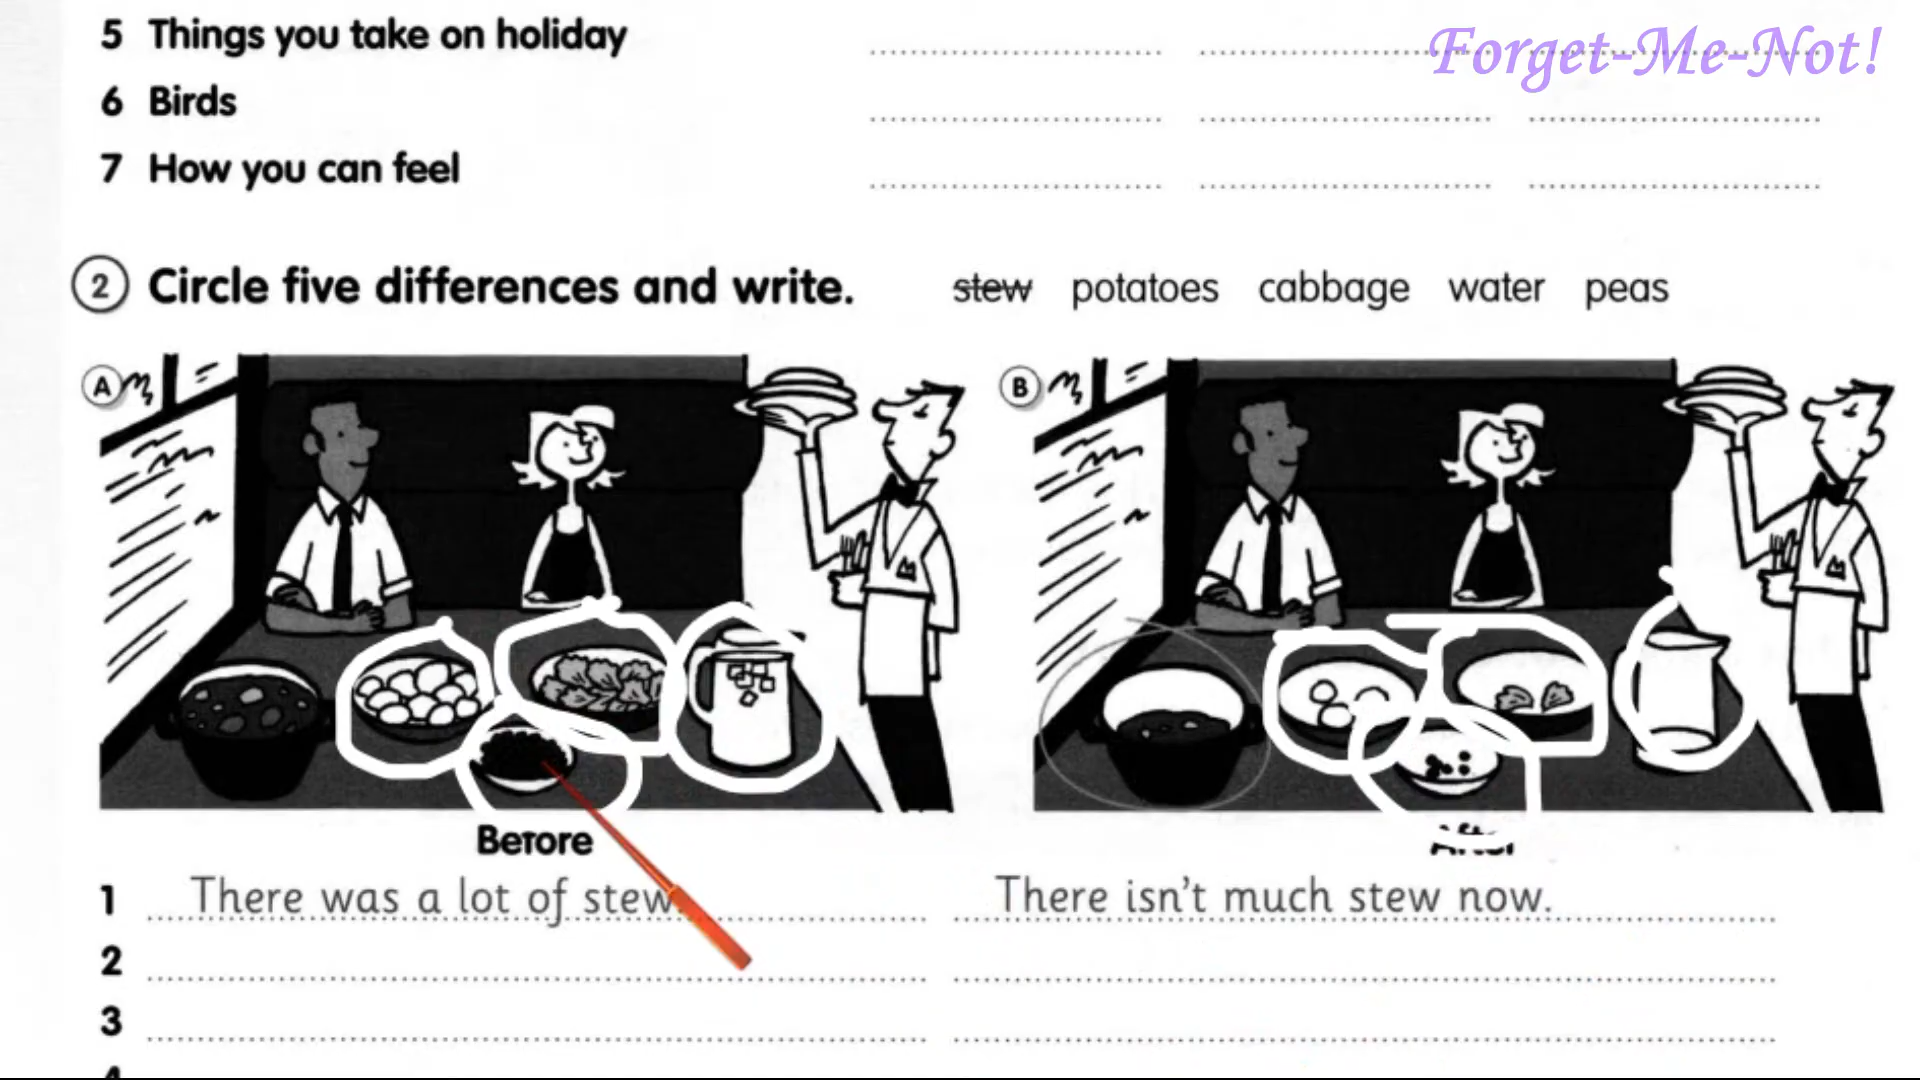 Forget-Me-Not!
5 Things you take on holiday
6 Birds
7 How you can feel
2 Circle five differences and write. stew potatoes cabbage water peas
A
B
Before
1 There was a lot of stew. There isn't much stew now.
2
3